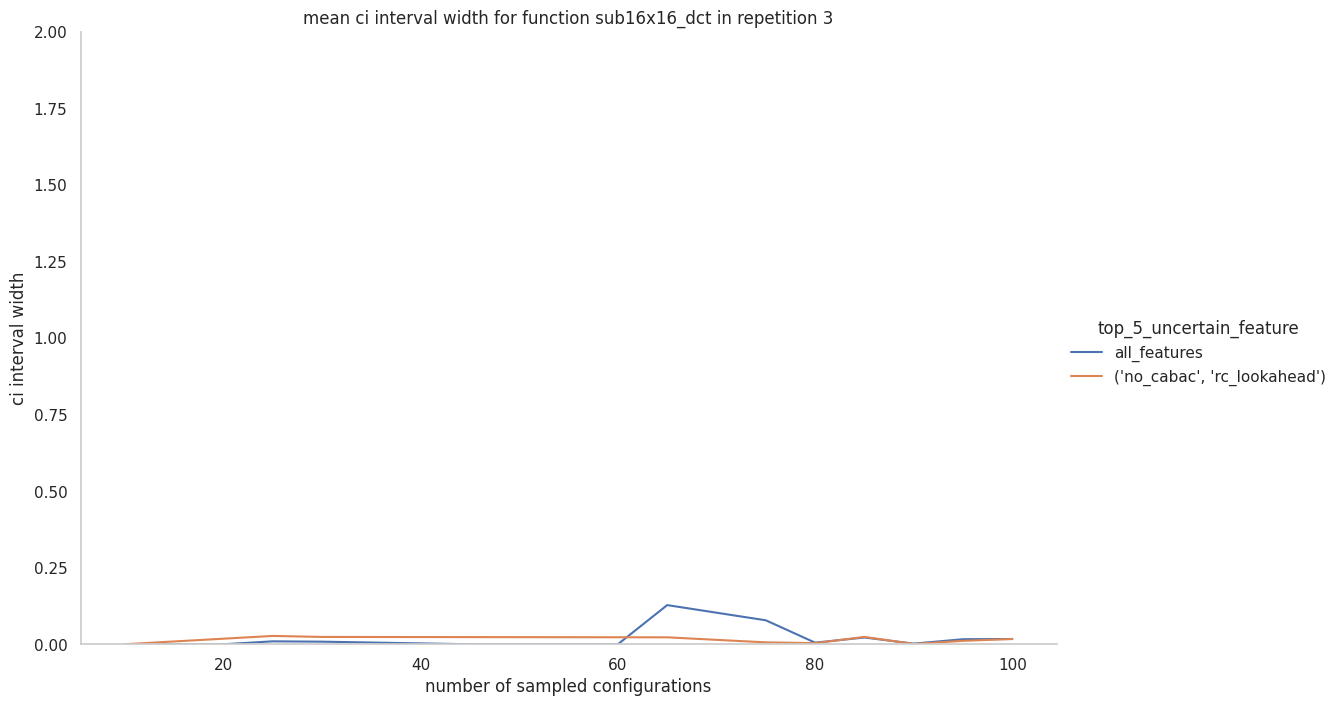 mean ci interval width for function sub16x16_dct in repetition 3
2.00
1.75
1.50
1.25
1.00
0.75
0.50
0.25
0.00
ci interval width
20
40
60
80
100
number of sampled configurations
top_5_uncertain_feature
all_features
('no_cabac', 'rc_lookahead')